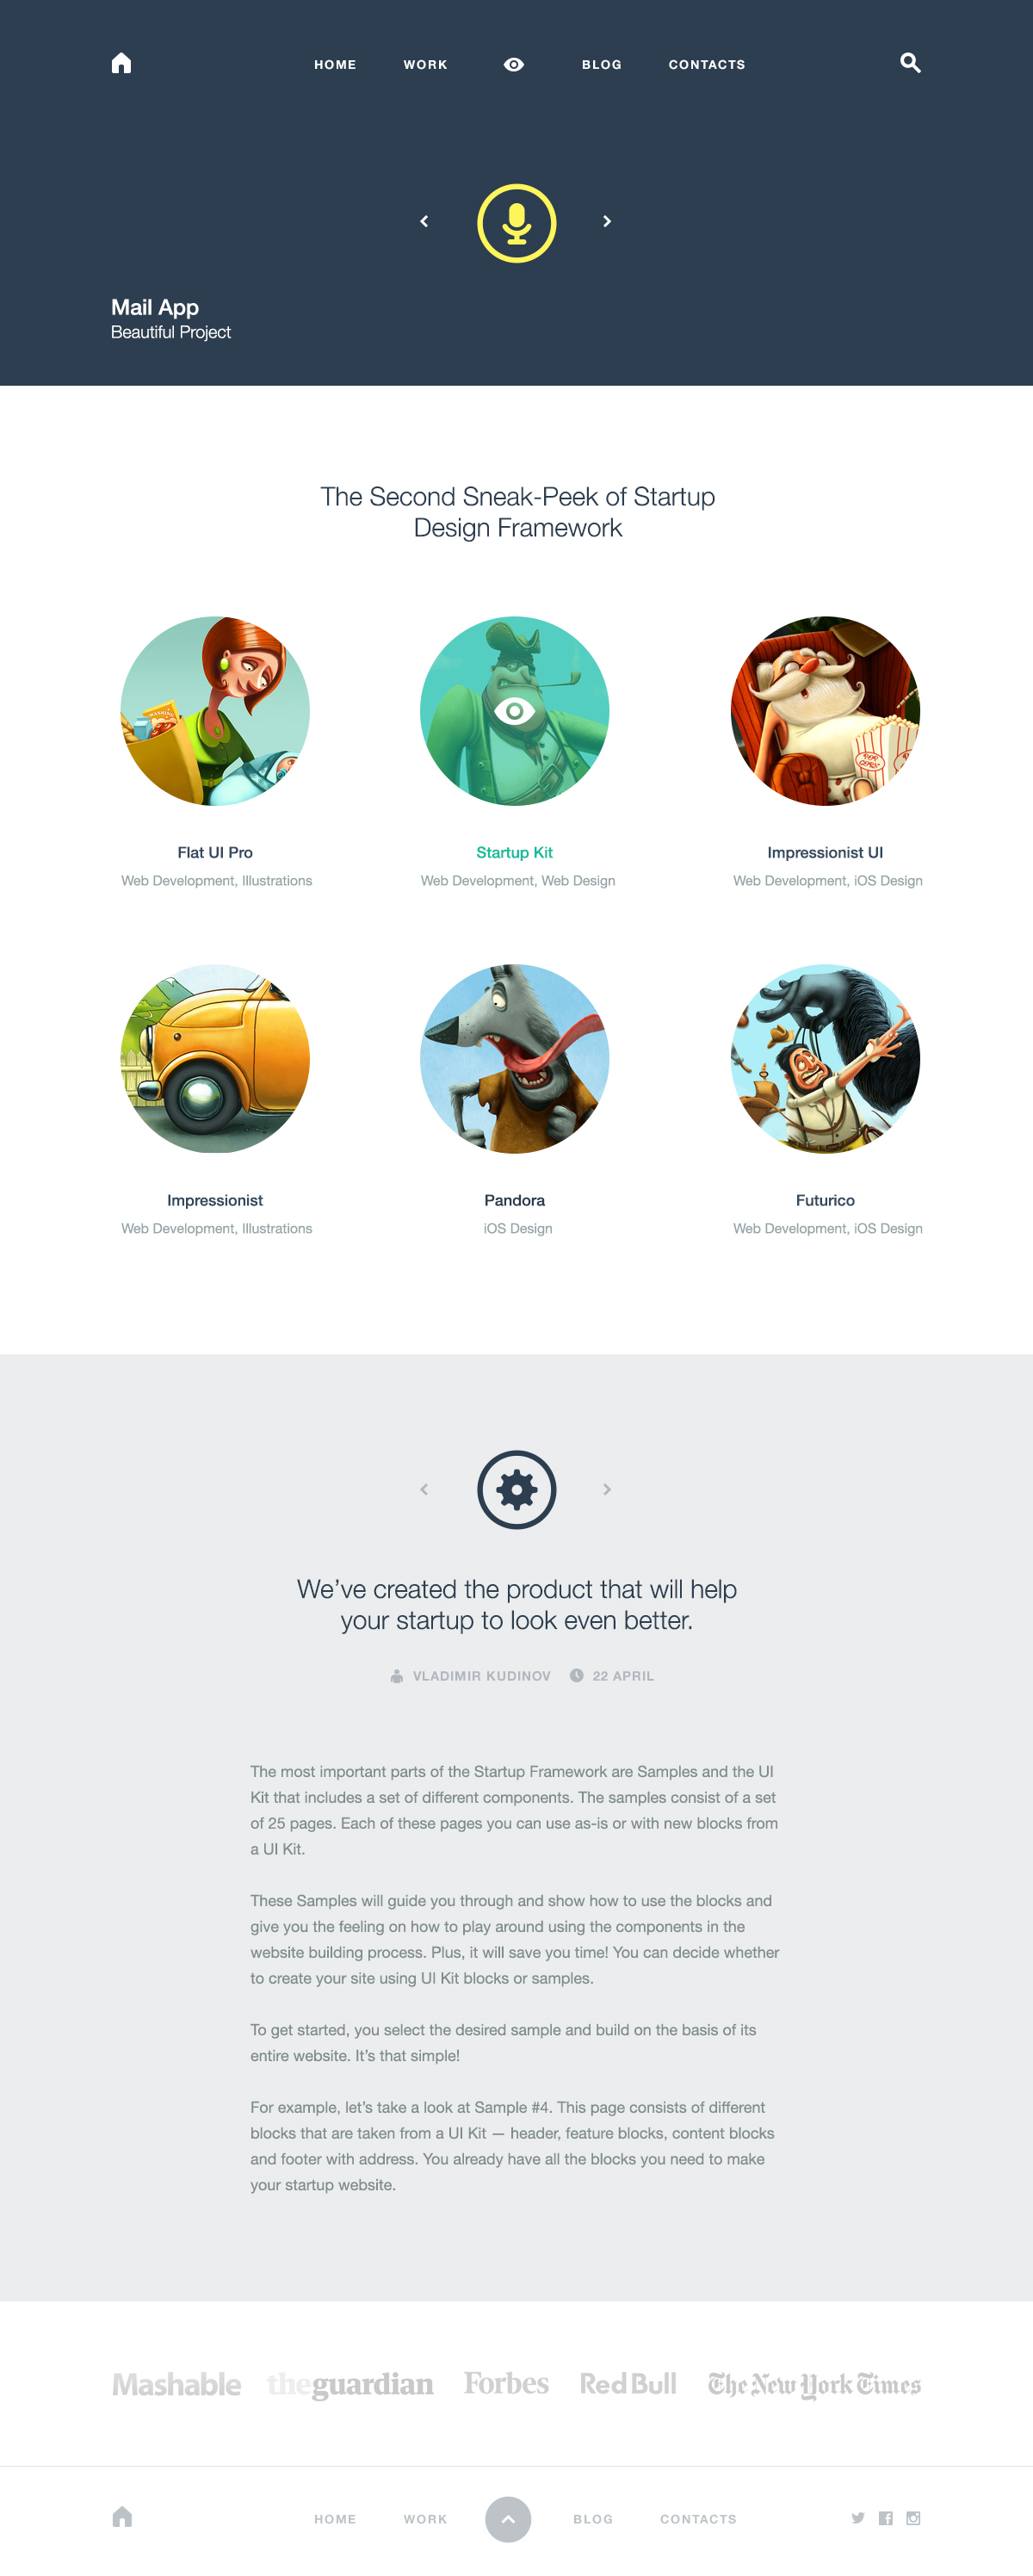 HOME WORK BLOG CONTACTS
Mail App
Beautiful Project
The Second Sneak-Peek of Startup
Design Framework
Flat UI Pro
Web Development, Illustrations
Startup Kit
Web Development, Web Design
Impressionist UI
Web Development, iOS Design
Impressionist
Web Development, Illustrations
Pandora
iOS Design
Futurico
Web Development, iOS Design
We’ve created the product that will help
your startup to look even better.
VLADIMIR KUDINOV 22 APRIL
The most important parts of the Startup Framework are Samples and the UI
Kit that includes a set of different components. The samples consist of a set
of 25 pages. Each of these pages you can use as-is or with new blocks from
a UI Kit.
These Samples will guide you through and show how to use the blocks and
give you the feeling on how to play around using the components in the
website building process. Plus, it will save you time! You can decide whether
to create your site using UI Kit blocks or samples.
To get started, you select the desired sample and build on the basis of its
entire website. It’s that simple!
For example, let’s take a look at Sample #4. This page consists of different
blocks that are taken from a UI Kit — header, feature blocks, content blocks
and footer with address. You already have all the blocks you need to make
your startup website.
Mashable theguardian Forbes Red Bull The New York Times
HOME WORK BLOG CONTACTS